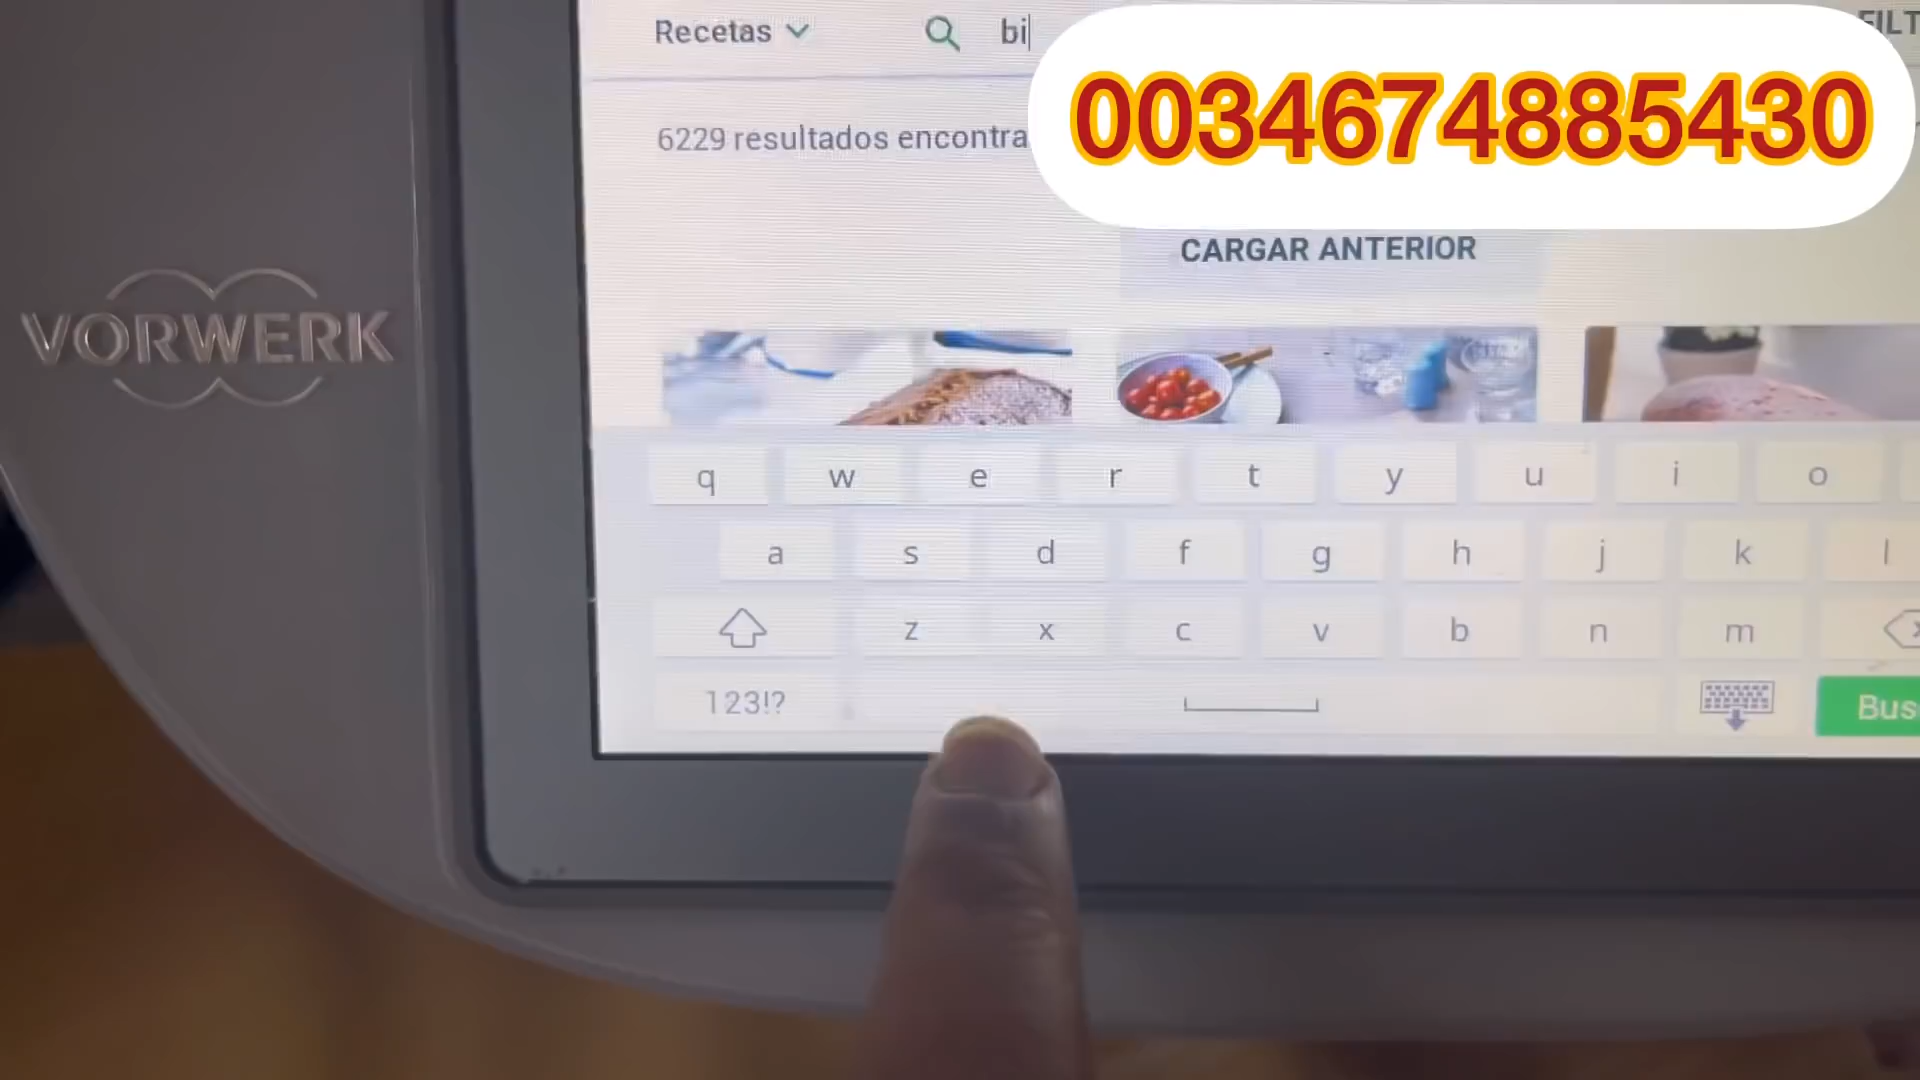 Recetas
bi
FILT
0034674885430
6229 resultados encontra
CARGAR ANTERIOR
VORWERK
q w e r t y u i o
a s d f g h j k l
z x c v b n m
123!?
Bus